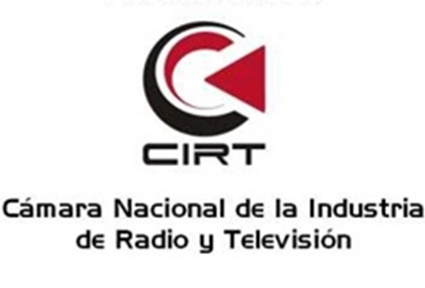 CIRT
Cámara Nacional de la Industria
de Radio y Televisión